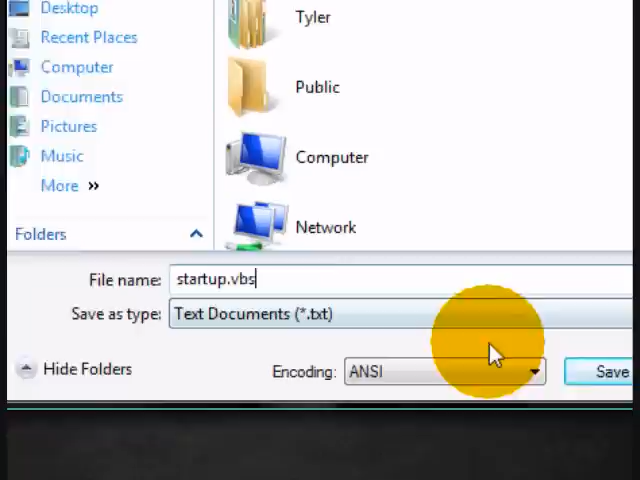 Desktop
Tyler
Recent Places
Computer
Public
Documents
Pictures
Music
Computer
More »
Folders
Network
File name: startup.vbs
Save as type: Text Documents (*.txt)
Hide Folders
Encoding: ANSI
Save